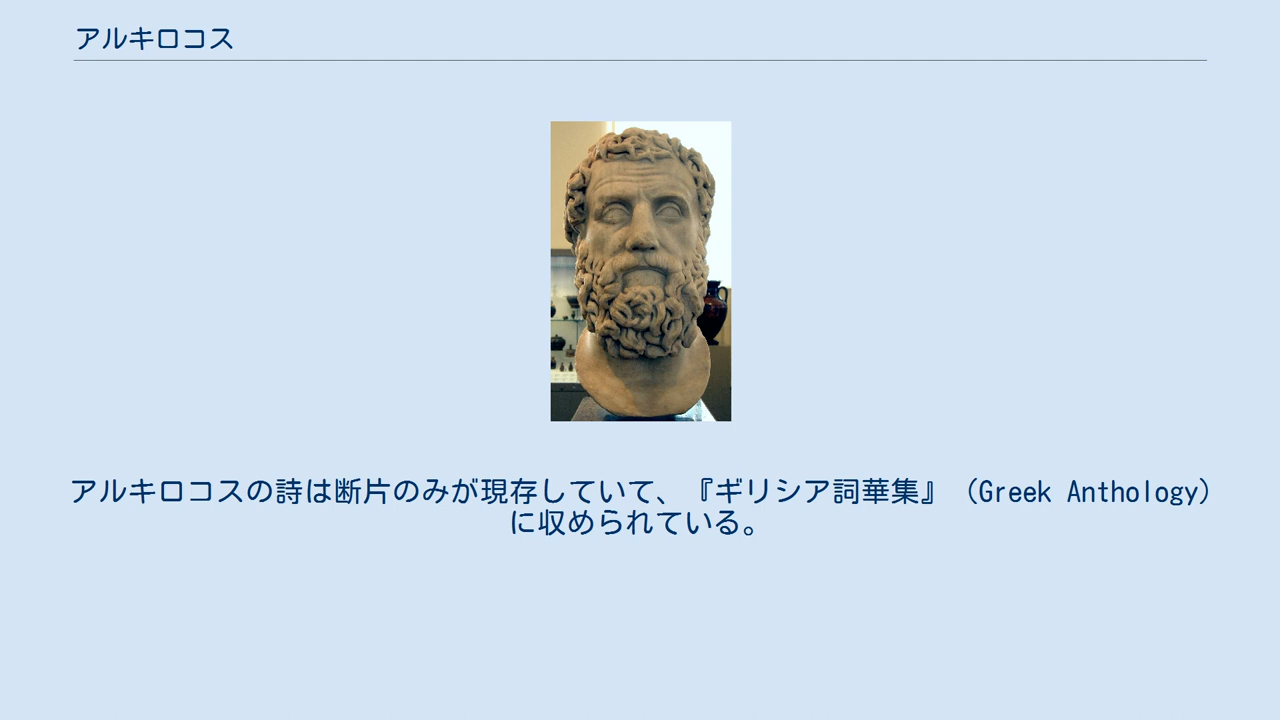 アルキロコス
アルキロコスの詩は断片のみが現存していて、『ギリシア詞華集』（Greek Anthology）
に収められている。